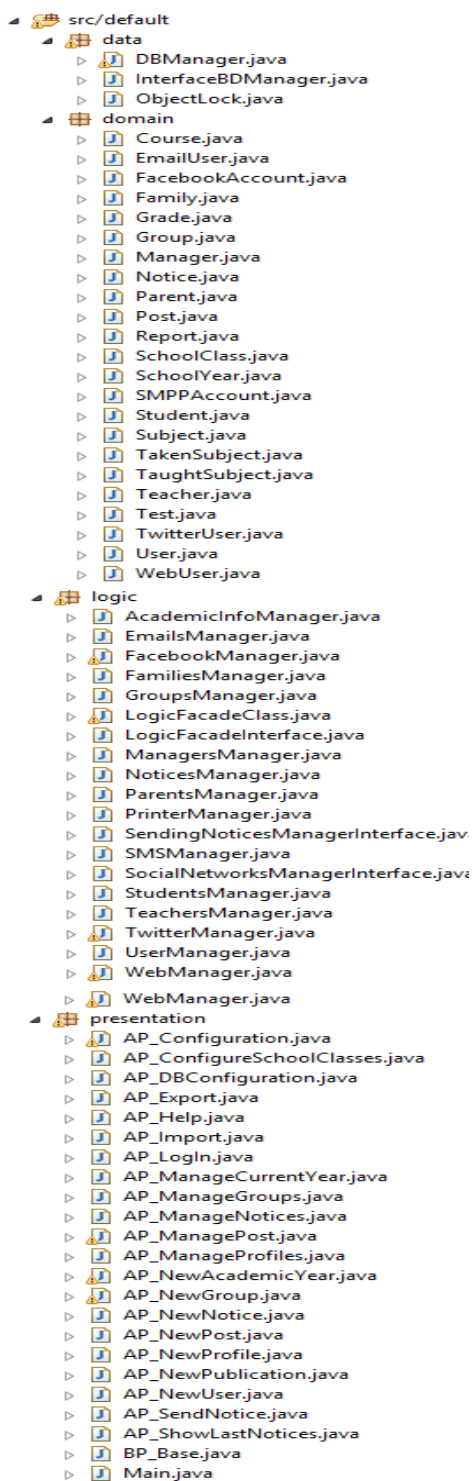 src/default
data
DBManager.java
InterfaceBDManager.java
ObjectLock.java
domain
Course.java
EmailUser.java
FacebookAccount.java
Family.java
Grade.java
Group.java
Manager.java
Notice.java
Parent.java
Post.java
Report.java
SchoolClass.java
SchoolYear.java
SMPPAccount.java
Student.java
Subject.java
TakenSubject.java
TaughtSubject.java
Teacher.java
Test.java
TwitterUser.java
User.java
WebUser.java
logic
AcademicInfoManager.java
EmailsManager.java
FacebookManager.java
FamiliesManager.java
GroupsManager.java
LogicFacadeClass.java
LogicFacadeInterface.java
ManagersManager.java
NoticesManager.java
ParentsManager.java
PrinterManager.java
SendingNoticesManagerInterface.jav
SMSManager.java
SocialNetworksManagerInterface.java
StudentsManager.java
TeachersManager.java
TwitterManager.java
UserManager.java
WebManager.java
WebManager.java
presentation
AP_Configuration.java
AP_ConfigureSchoolClasses.java
AP_DBConfiguration.java
AP_Export.java
AP_Help.java
AP_Import.java
AP_LogIn.java
AP_ManageCurrentYear.java
AP_ManageGroups.java
AP_ManageNotices.java
AP_ManagePost.java
AP_ManageProfiles.java
AP_NewAcademicYear.java
AP_NewGroup.java
AP_NewNotice.java
AP_NewPost.java
AP_NewProfile.java
AP_NewPublication.java
AP_NewUser.java
AP_SendNotice.java
AP_ShowLastNotices.java
BP_Base.java
Main.java